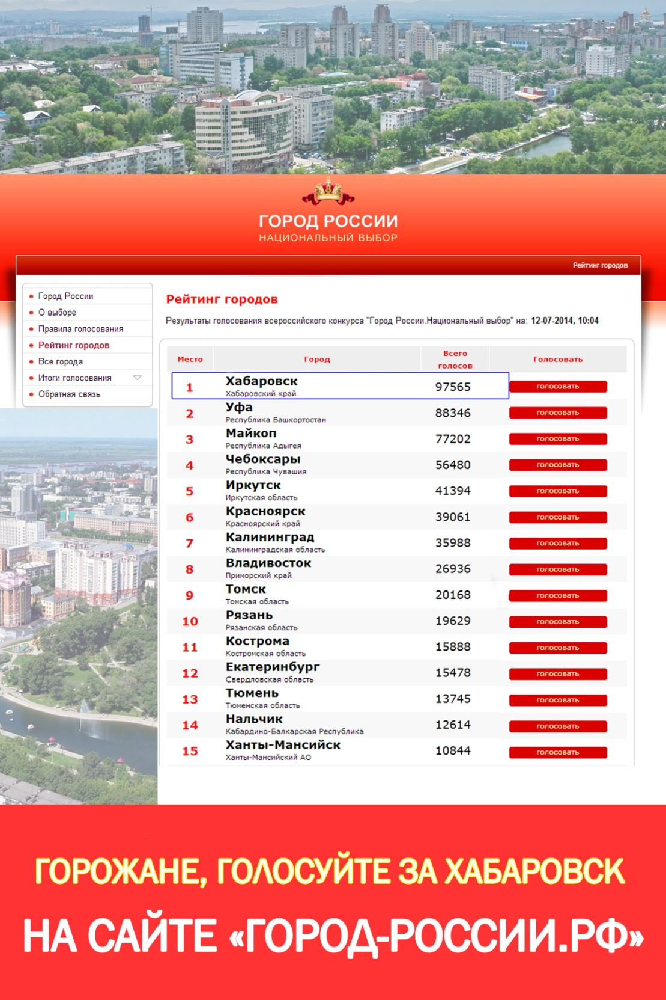 ГОРОД РОССИИ
НАЦИОНАЛЬНЫЙ ВЫБОР
Рейтинг городов
Город России
О выборе
Правила голосования
Рейтинг городов
Все города
Итоги голосования
Обратная связь
Рейтинг городов
Результаты голосования всероссийского конкурса "Город России.Национальный выбор" на: 12-07-2014, 10:04
Место Город Всего голосов Голосовать
1 Хабаровск 97565 голосовать
Хабаровский край
2 Уфа 88346 голосовать
Республика Башкортостан
3 Майкоп 77202 голосовать
Республика Адыгея
4 Чебоксары 56480 голосовать
Республика Чувашия
5 Иркутск 41394 голосовать
Иркутская область
6 Красноярск 39061 голосовать
Красноярский край
7 Калининград 35988 голосовать
Калининградская область
8 Владивосток 26936 голосовать
Приморский край
9 Томск 20168 голосовать
Томская область
10 Рязань 19629 голосовать
Рязанская область
11 Кострома 15888 голосовать
Костромская область
12 Екатеринбург 15478 голосовать
Свердловская область
13 Тюмень 13745 голосовать
Тюменская область
14 Нальчик 12614 голосовать
Кабардино-Балкарская Республика
15 Ханты-Мансийск 10844 голосовать
Ханты-Мансийский АО
ГОРОЖАНЕ, ГОЛОСУЙТЕ ЗА ХАБАРОВСК
НА САЙТЕ «ГОРОД-РОССИИ.РФ»